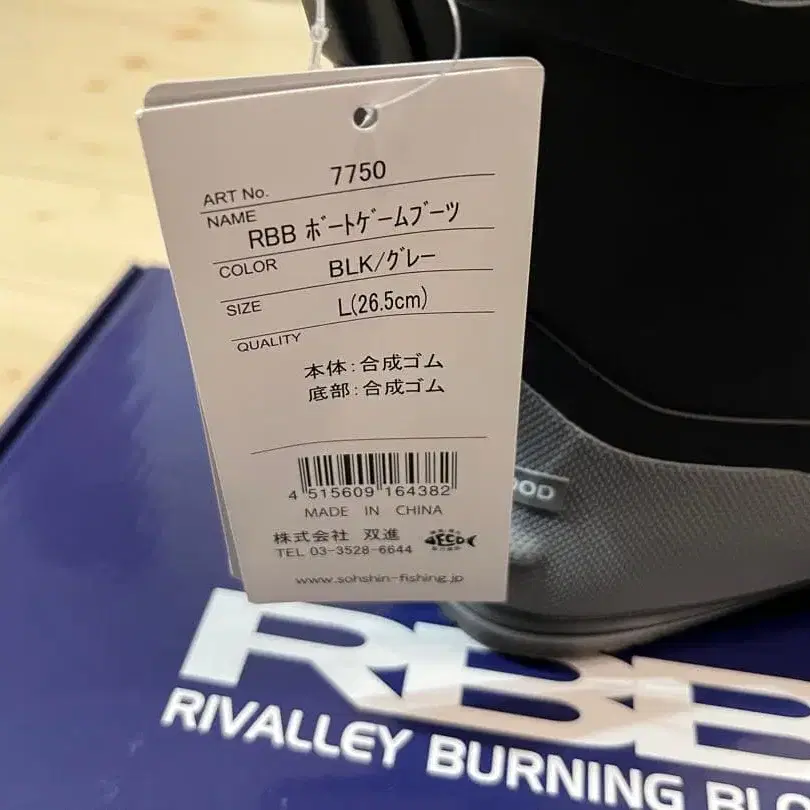 ART No. 7750
NAME RBB ﾎﾞｰﾄｹﾞｰﾑﾌﾞｰﾂ
COLOR BLK/ｸﾞﾚｰ
SIZE L(26.5cm)
QUALITY
本体：合成ゴム
底部：合成ゴム
4 515609 164382
MADE IN CHINA
株式会社 双進
TEL 03-3528-6644
ECO
www.sohshin-fishing.jp
OOD
RBB
RIVALLEY BURNING BLO